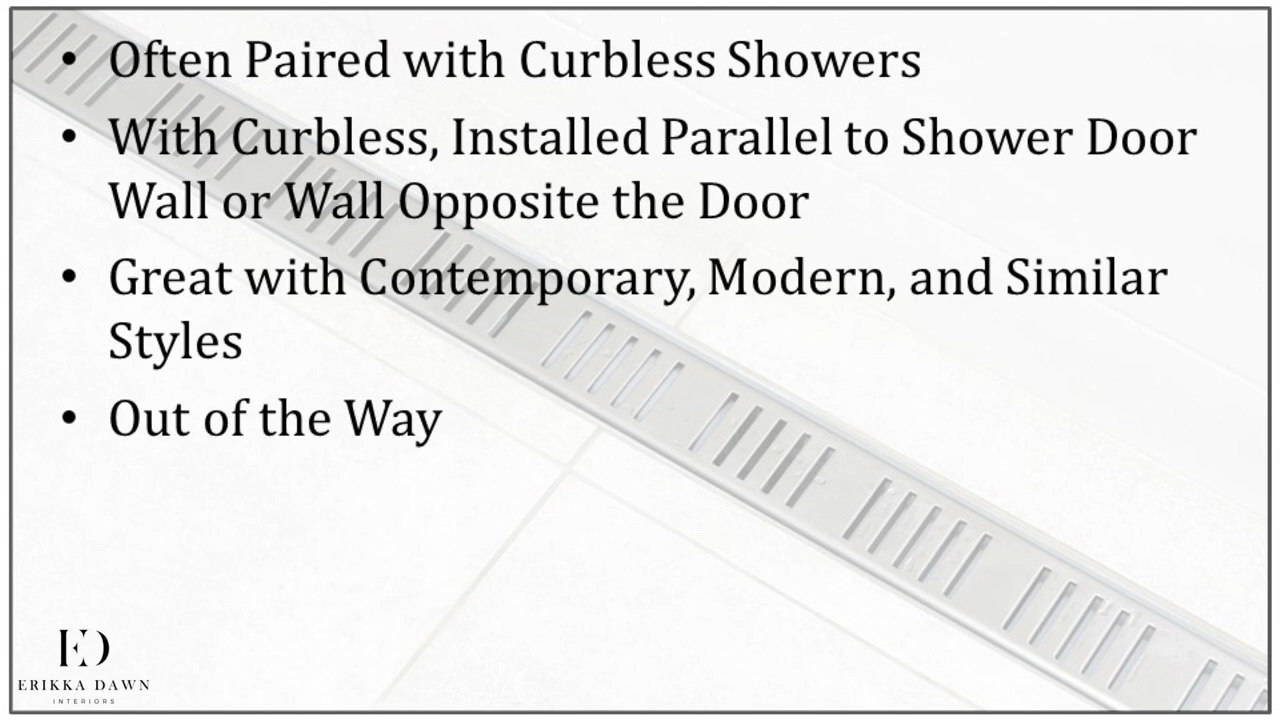 • Often Paired with Curbless Showers
• With Curbless, Installed Parallel to Shower Door
Wall or Wall Opposite the Door
• Great with Contemporary, Modern, and Similar
Styles
• Out of the Way
ED
ERIKKA DAWN
INTERIORS